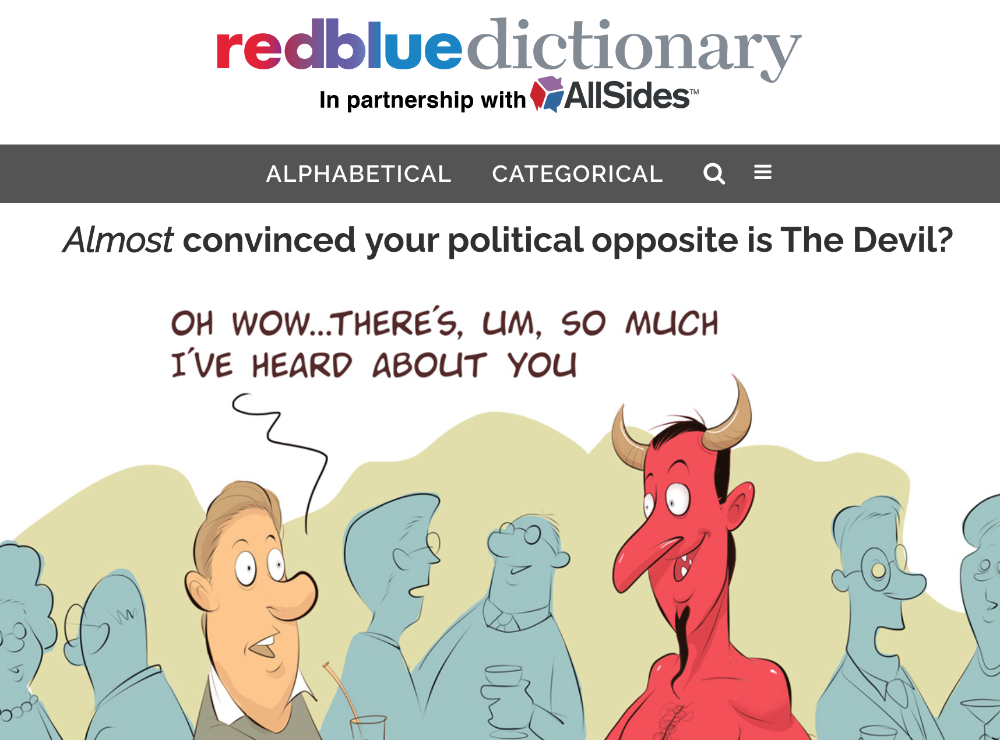 redbluedictionary
In partnership with AllSides™
ALPHABETICAL CATEGORICAL
Almost convinced your political opposite is The Devil?
OH WOW...THERE'S, UM, SO MUCH
I'VE HEARD ABOUT YOU